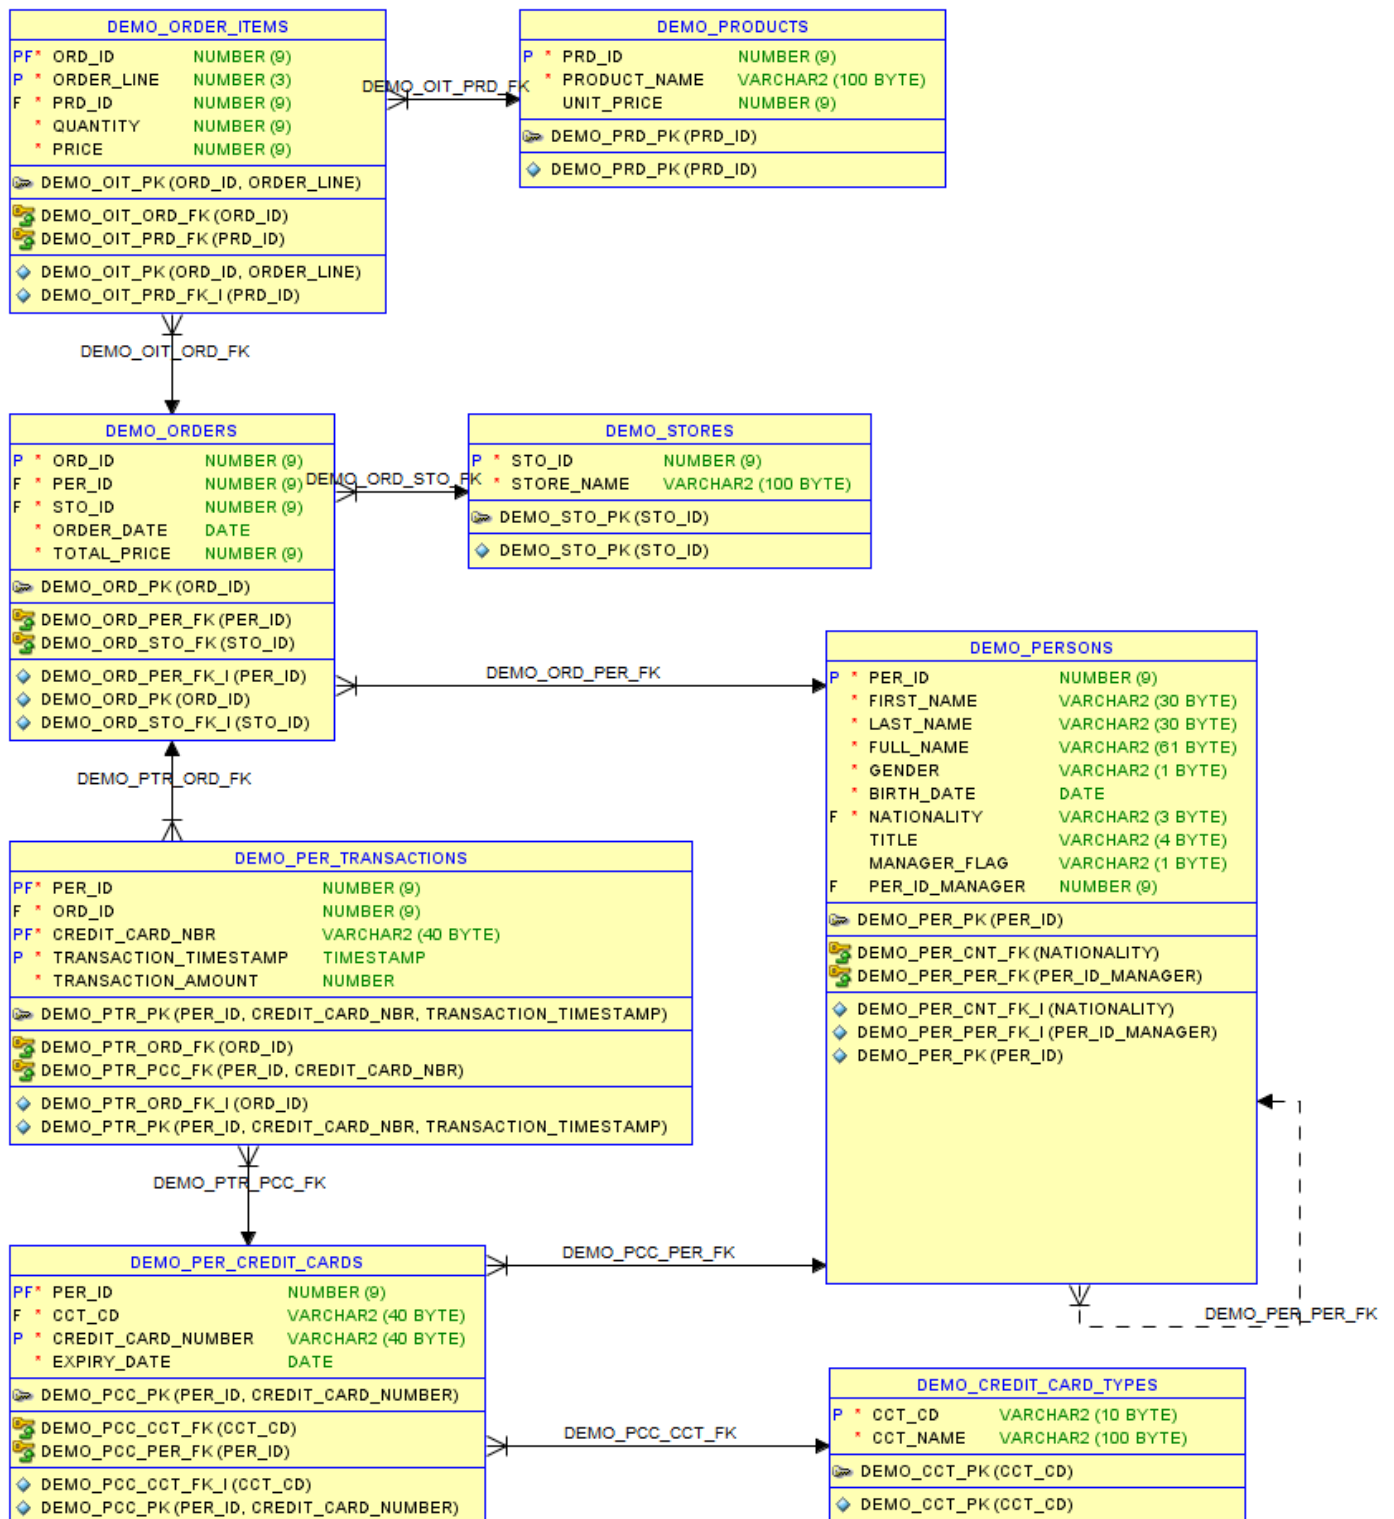 DEMO_ORDER_ITEMS
PF* ORD_ID NUMBER (9)
P * ORDER_LINE NUMBER (3)
F * PRD_ID NUMBER (9)
* QUANTITY NUMBER (9)
* PRICE NUMBER (9)
DEMO_OIT_PK (ORD_ID, ORDER_LINE)
DEMO_OIT_ORD_FK (ORD_ID)
DEMO_OIT_PRD_FK (PRD_ID)
DEMO_OIT_PK (ORD_ID, ORDER_LINE)
DEMO_OIT_PRD_FK_I (PRD_ID)
DEMO_OIT_PRD_FK
DEMO_PRODUCTS
P * PRD_ID NUMBER (9)
* PRODUCT_NAME VARCHAR2 (100 BYTE)
UNIT_PRICE NUMBER (9)
DEMO_PRD_PK (PRD_ID)
DEMO_PRD_PK (PRD_ID)
DEMO_OIT_ORD_FK
DEMO_ORDERS
P * ORD_ID NUMBER (9)
F * PER_ID NUMBER (9)
F * STO_ID NUMBER (9)
* ORDER_DATE DATE
* TOTAL_PRICE NUMBER (9)
DEMO_ORD_PK (ORD_ID)
DEMO_ORD_PER_FK (PER_ID)
DEMO_ORD_STO_FK (STO_ID)
DEMO_ORD_PER_FK_I (PER_ID)
DEMO_ORD_PK (ORD_ID)
DEMO_ORD_STO_FK_I (STO_ID)
DEMO_ORD_STO_FK
DEMO_STORES
P * STO_ID NUMBER (9)
* STORE_NAME VARCHAR2 (100 BYTE)
DEMO_STO_PK (STO_ID)
DEMO_STO_PK (STO_ID)
DEMO_ORD_PER_FK
DEMO_PERSONS
P * PER_ID NUMBER (9)
* FIRST_NAME VARCHAR2 (30 BYTE)
* LAST_NAME VARCHAR2 (30 BYTE)
* FULL_NAME VARCHAR2 (61 BYTE)
* GENDER VARCHAR2 (1 BYTE)
* BIRTH_DATE DATE
F * NATIONALITY VARCHAR2 (3 BYTE)
TITLE VARCHAR2 (4 BYTE)
MANAGER_FLAG VARCHAR2 (1 BYTE)
F PER_ID_MANAGER NUMBER (9)
DEMO_PER_PK (PER_ID)
DEMO_PER_CNT_FK (NATIONALITY)
DEMO_PER_PER_FK (PER_ID_MANAGER)
DEMO_PER_CNT_FK_I (NATIONALITY)
DEMO_PER_PER_FK_I (PER_ID_MANAGER)
DEMO_PER_PK (PER_ID)
DEMO_PTR_ORD_FK
DEMO_PER_TRANSACTIONS
PF* PER_ID NUMBER (9)
F * ORD_ID NUMBER (9)
PF* CREDIT_CARD_NBR VARCHAR2 (40 BYTE)
P * TRANSACTION_TIMESTAMP TIMESTAMP
* TRANSACTION_AMOUNT NUMBER
DEMO_PTR_PK (PER_ID, CREDIT_CARD_NBR, TRANSACTION_TIMESTAMP)
DEMO_PTR_ORD_FK (ORD_ID)
DEMO_PTR_PCC_FK (PER_ID, CREDIT_CARD_NBR)
DEMO_PTR_ORD_FK_I (ORD_ID)
DEMO_PTR_PK (PER_ID, CREDIT_CARD_NBR, TRANSACTION_TIMESTAMP)
DEMO_PTR_PCC_FK
DEMO_PER_CREDIT_CARDS
PF* PER_ID NUMBER (9)
F * CCT_CD VARCHAR2 (40 BYTE)
P * CREDIT_CARD_NUMBER VARCHAR2 (40 BYTE)
* EXPIRY_DATE DATE
DEMO_PCC_PK (PER_ID, CREDIT_CARD_NUMBER)
DEMO_PCC_CCT_FK (CCT_CD)
DEMO_PCC_PER_FK (PER_ID)
DEMO_PCC_CCT_FK_I (CCT_CD)
DEMO_PCC_PK (PER_ID, CREDIT_CARD_NUMBER)
DEMO_PCC_PER_FK
DEMO_PER_PER_FK
DEMO_PCC_CCT_FK
DEMO_CREDIT_CARD_TYPES
P * CCT_CD VARCHAR2 (10 BYTE)
* CCT_NAME VARCHAR2 (100 BYTE)
DEMO_CCT_PK (CCT_CD)
DEMO_CCT_PK (CCT_CD)